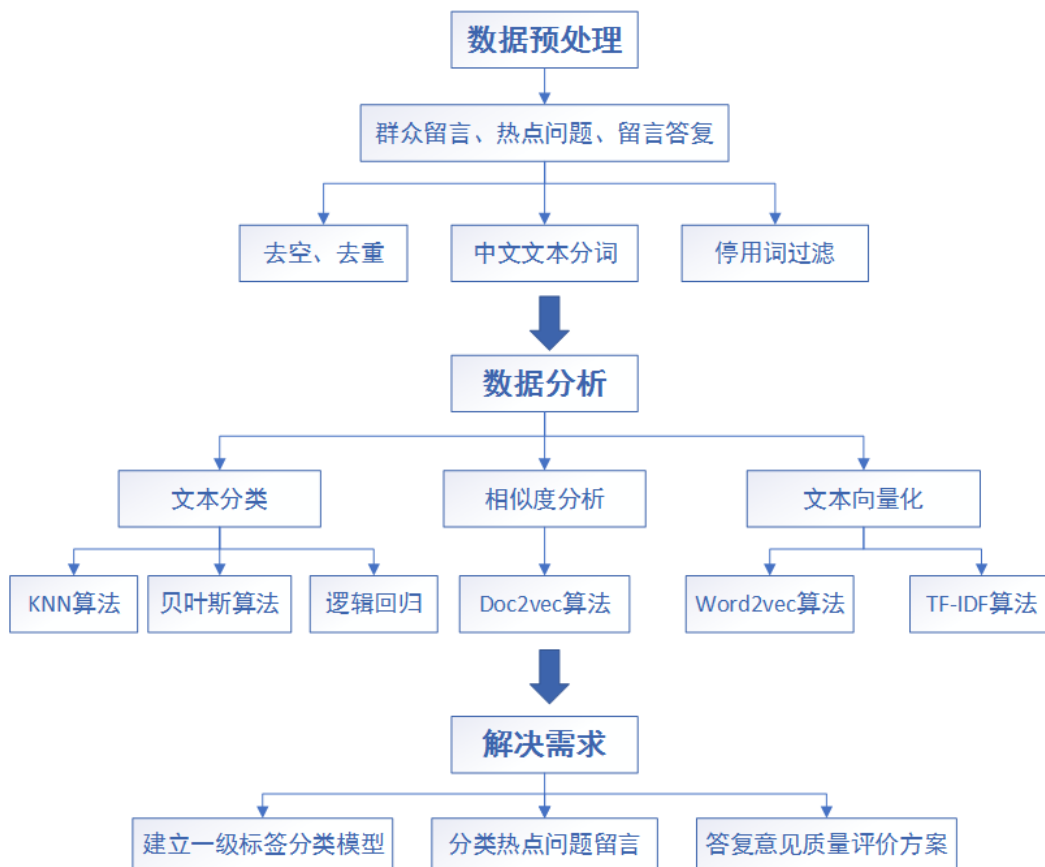 数据预处理
群众留言、热点问题、留言答复
去空、去重
中文文本分词
停用词过滤
数据分析
文本分类
相似度分析
文本向量化
KNN算法
贝叶斯算法
逻辑回归
Doc2vec算法
Word2vec算法
TF-IDF算法
解决需求
建立一级标签分类模型
分类热点问题留言
答复意见质量评价方案